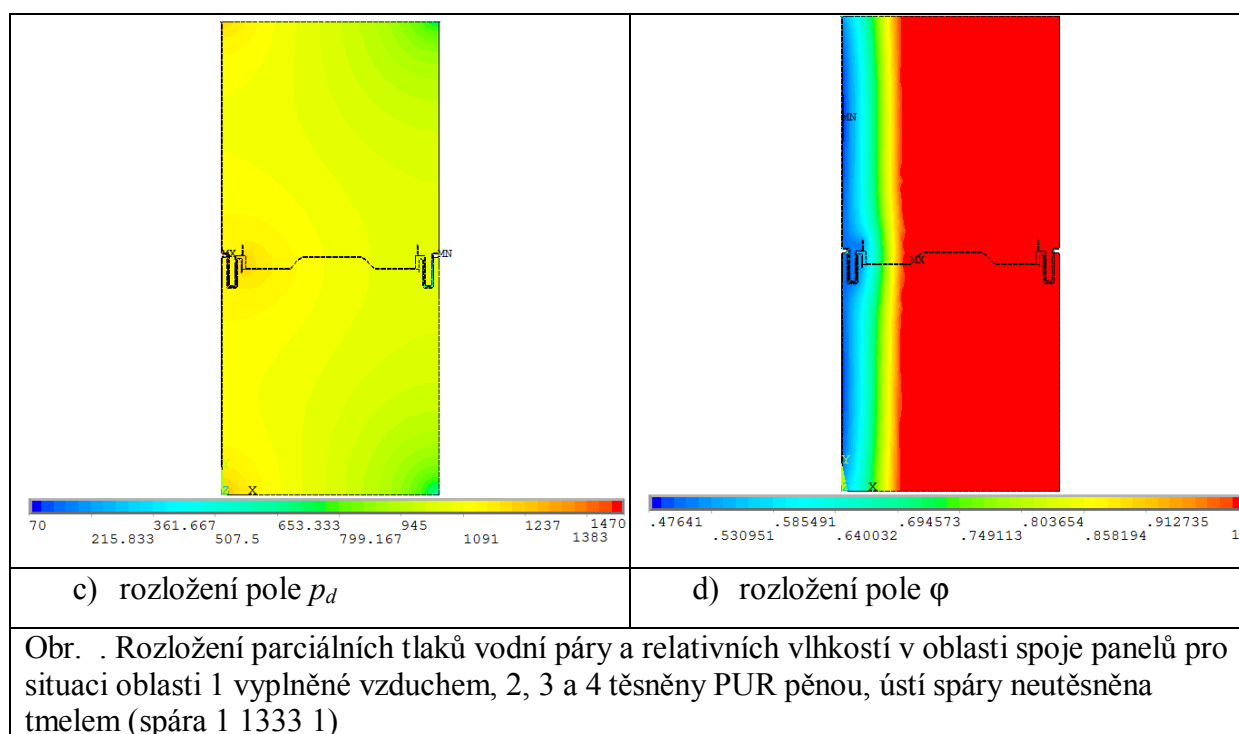 MX
MN
Y
Z X
70 361.667 653.333 945 1237 1470
215.833 507.5 799.167 1091 1383
MN
MX
Y
Z X
.47641 .585491 .694573 .803654 .912735 1
.530951 .640032 .749113 .858194
c) rozložení pole pd
d) rozložení pole φ
Obr. . Rozložení parciálních tlaků vodní páry a relativních vlhkostí v oblasti spoje panelů pro
situaci oblasti 1 vyplněné vzduchem, 2, 3 a 4 těsněny PUR pěnou, ústí spáry neutěsněna
tmelem (spára 1 1333 1)